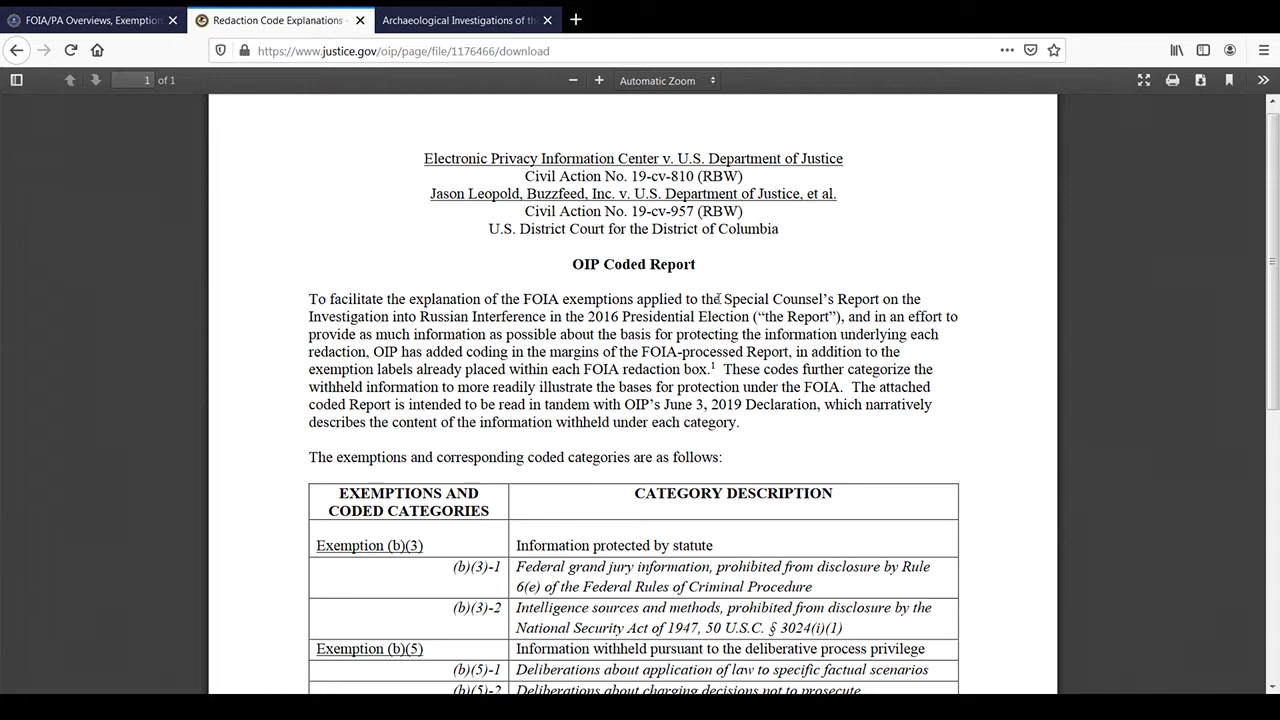 FOIA/PA Overviews, Exemption
Redaction Code Explanations -
Archaeological Investigations of the
https://www.justice.gov/oip/page/file/1176466/download
1 of 1
Automatic Zoom
Electronic Privacy Information Center v. U.S. Department of Justice
Civil Action No. 19-cv-810 (RBW)
Jason Leopold, Buzzfeed, Inc. v. U.S. Department of Justice, et al.
Civil Action No. 19-cv-957 (RBW)
U.S. District Court for the District of Columbia
OIP Coded Report
To facilitate the explanation of the FOIA exemptions applied to the Special Counsel’s Report on the
Investigation into Russian Interference in the 2016 Presidential Election (“the Report”), and in an effort to
provide as much information as possible about the basis for protecting the information underlying each
redaction, OIP has added coding in the margins of the FOIA-processed Report, in addition to the
exemption labels already placed within each FOIA redaction box.1 These codes further categorize the
withheld information to more readily illustrate the bases for protection under the FOIA. The attached
coded Report is intended to be read in tandem with OIP’s June 3, 2019 Declaration, which narratively
describes the content of the information withheld under each category.
The exemptions and corresponding coded categories are as follows:
EXEMPTIONS AND
CODED CATEGORIES
CATEGORY DESCRIPTION
Exemption (b)(3)
Information protected by statute
(b)(3)-1
Federal grand jury information, prohibited from disclosure by Rule
6(e) of the Federal Rules of Criminal Procedure
(b)(3)-2
Intelligence sources and methods, prohibited from disclosure by the
National Security Act of 1947, 50 U.S.C. § 3024(i)(1)
Exemption (b)(5)
Information withheld pursuant to the deliberative process privilege
(b)(5)-1
Deliberations about application of law to specific factual scenarios
(b)(5)-2
Deliberations about charging decisions not to prosecute